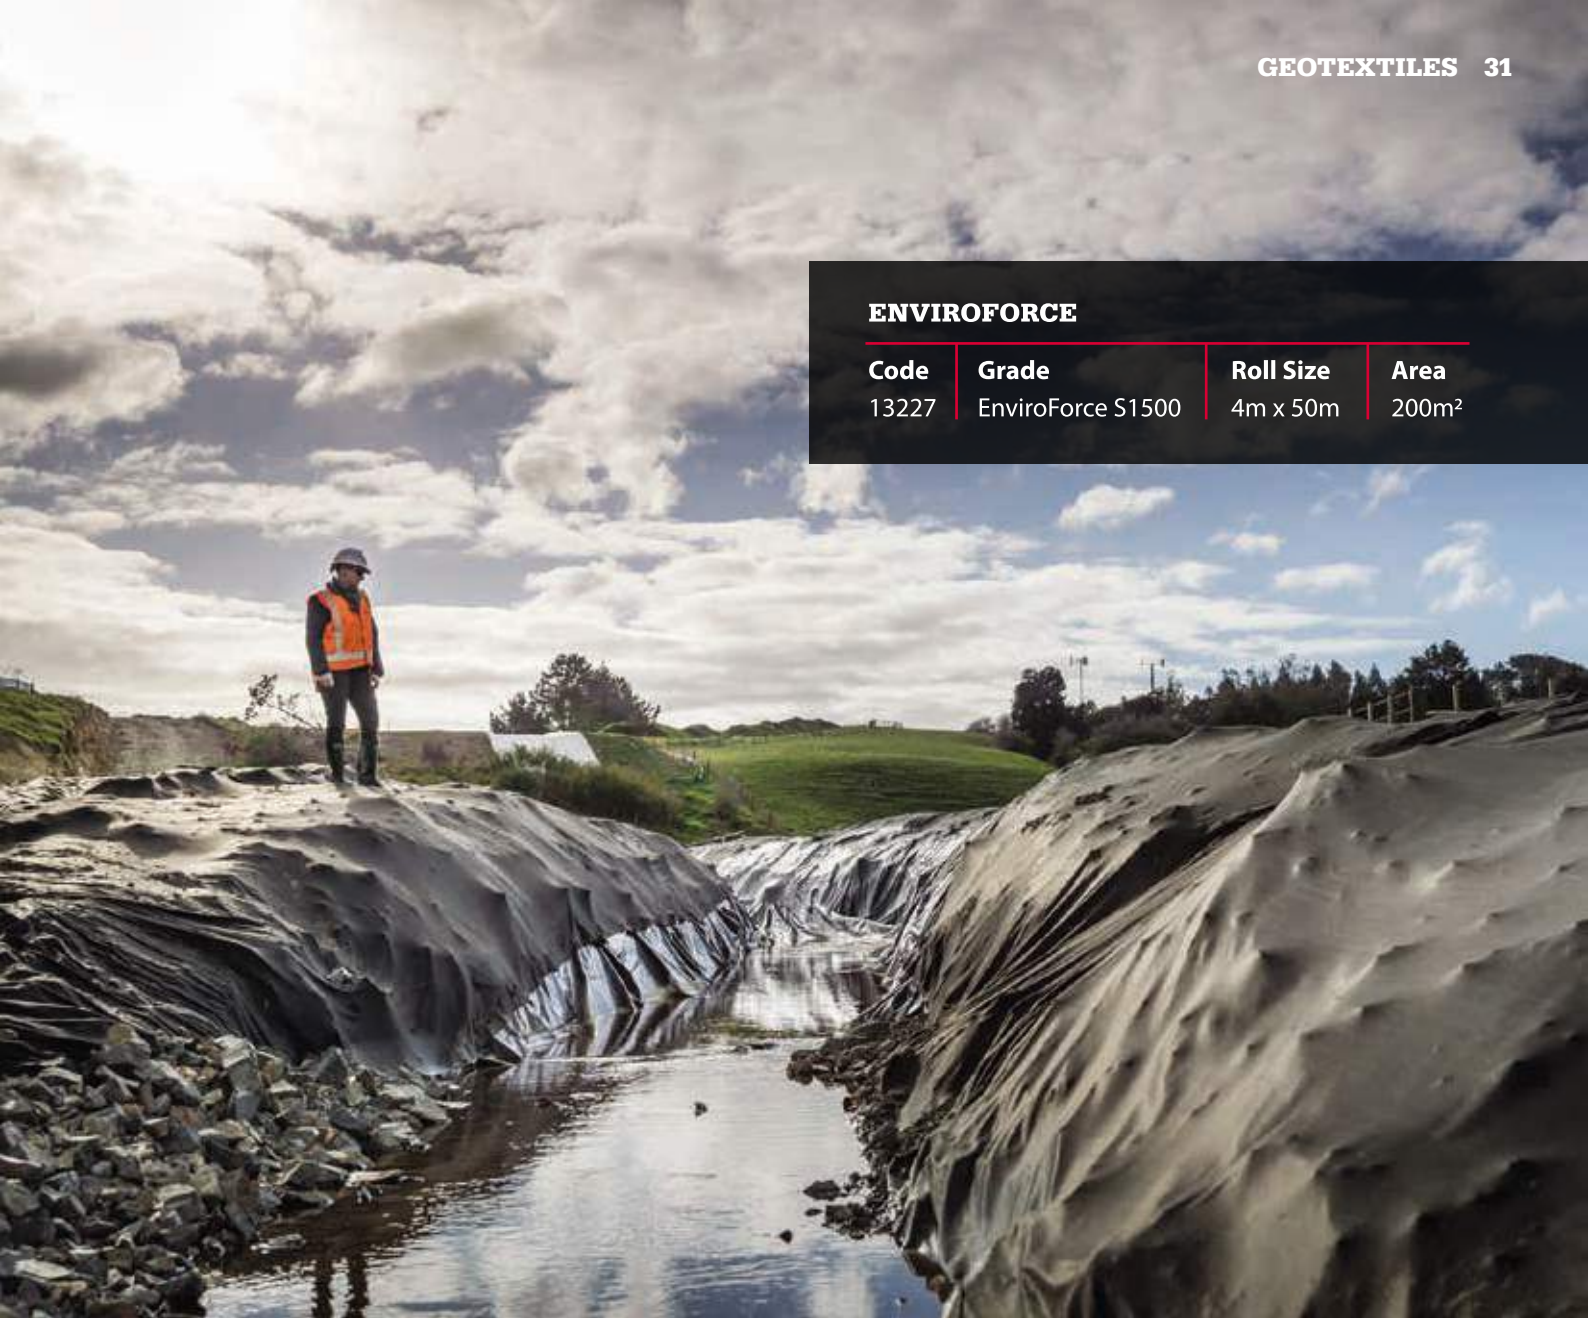 GEOTEXTILES 31
ENVIROFORCE
Code Grade Roll Size Area
13227 EnviroForce S1500 4m x 50m 200m²